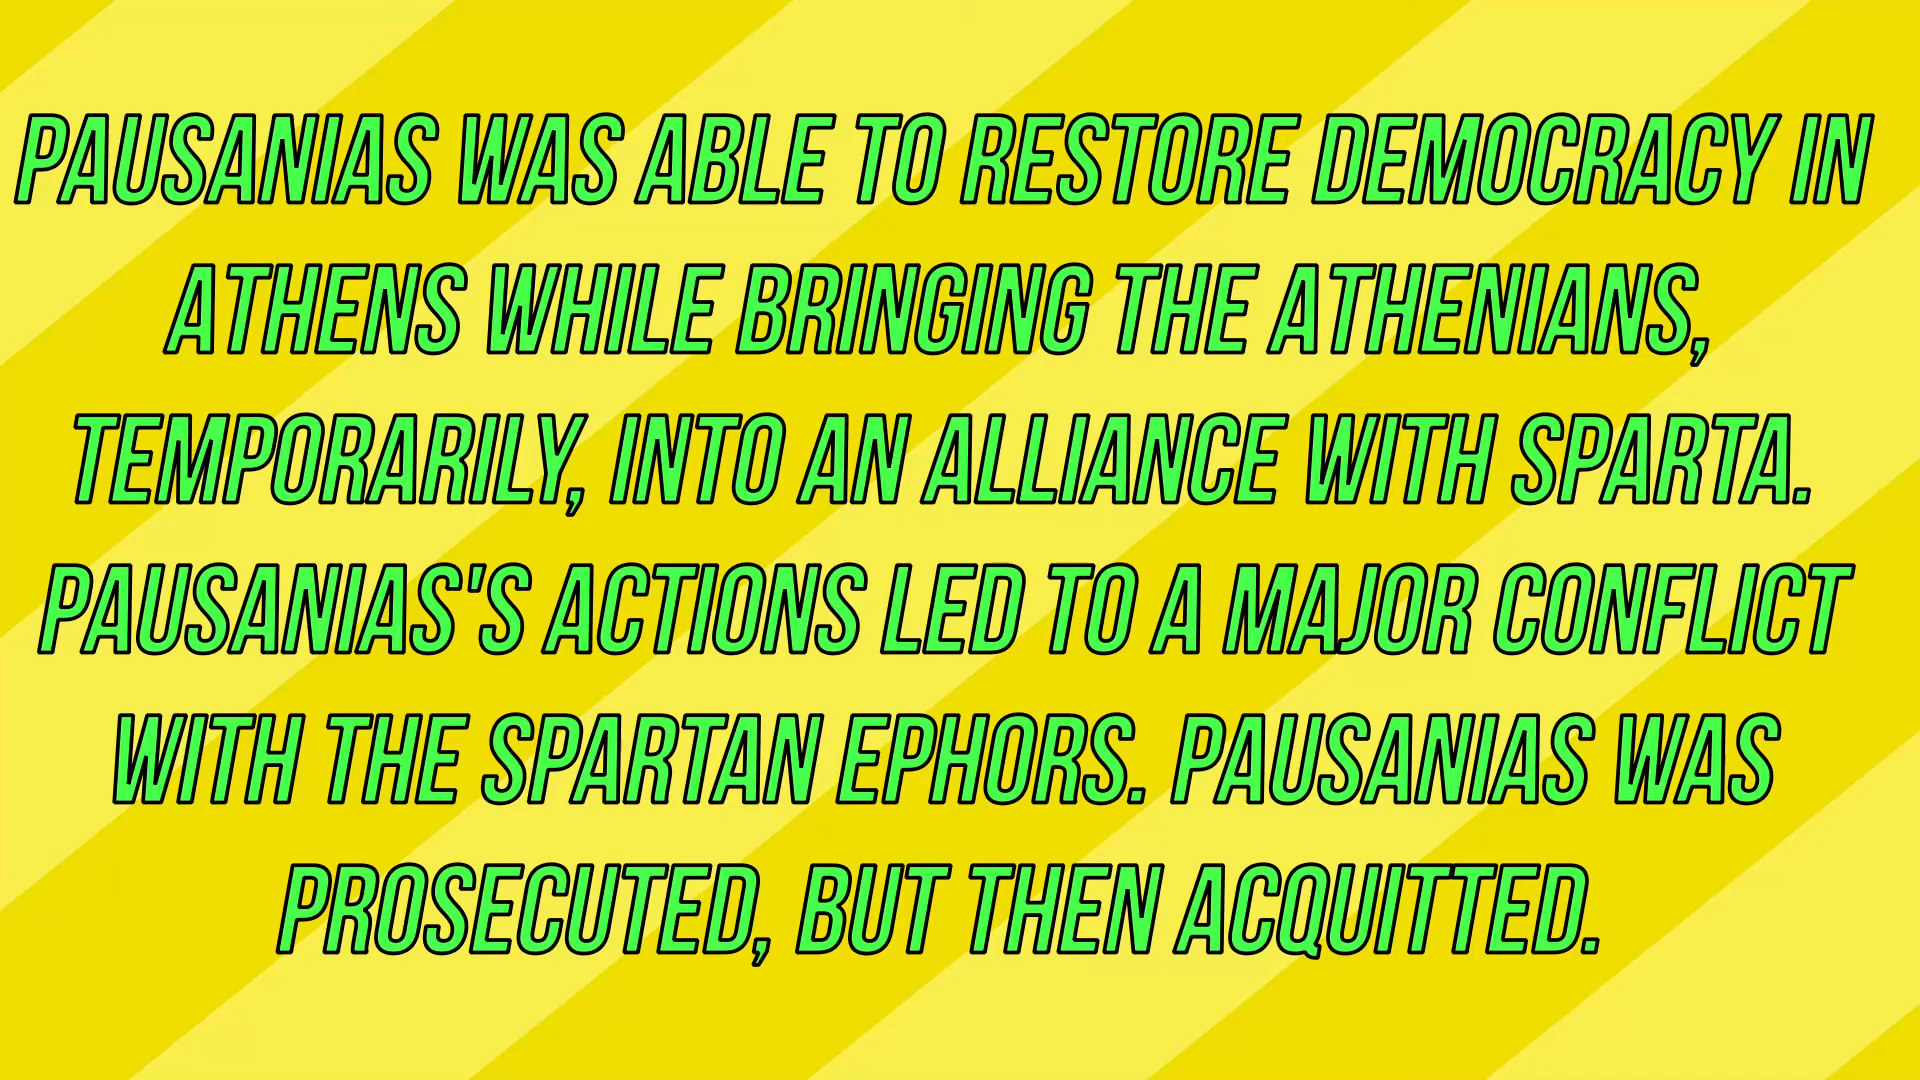 PAUSANIAS WAS ABLE TO RESTORE DEMOCRACY IN
ATHENS WHILE BRINGING THE ATHENIANS,
TEMPORARILY, INTO AN ALLIANCE WITH SPARTA.
PAUSANIAS'S ACTIONS LED TO A MAJOR CONFLICT
WITH THE SPARTAN EPHORS. PAUSANIAS WAS
PROSECUTED, BUT THEN ACQUITTED.